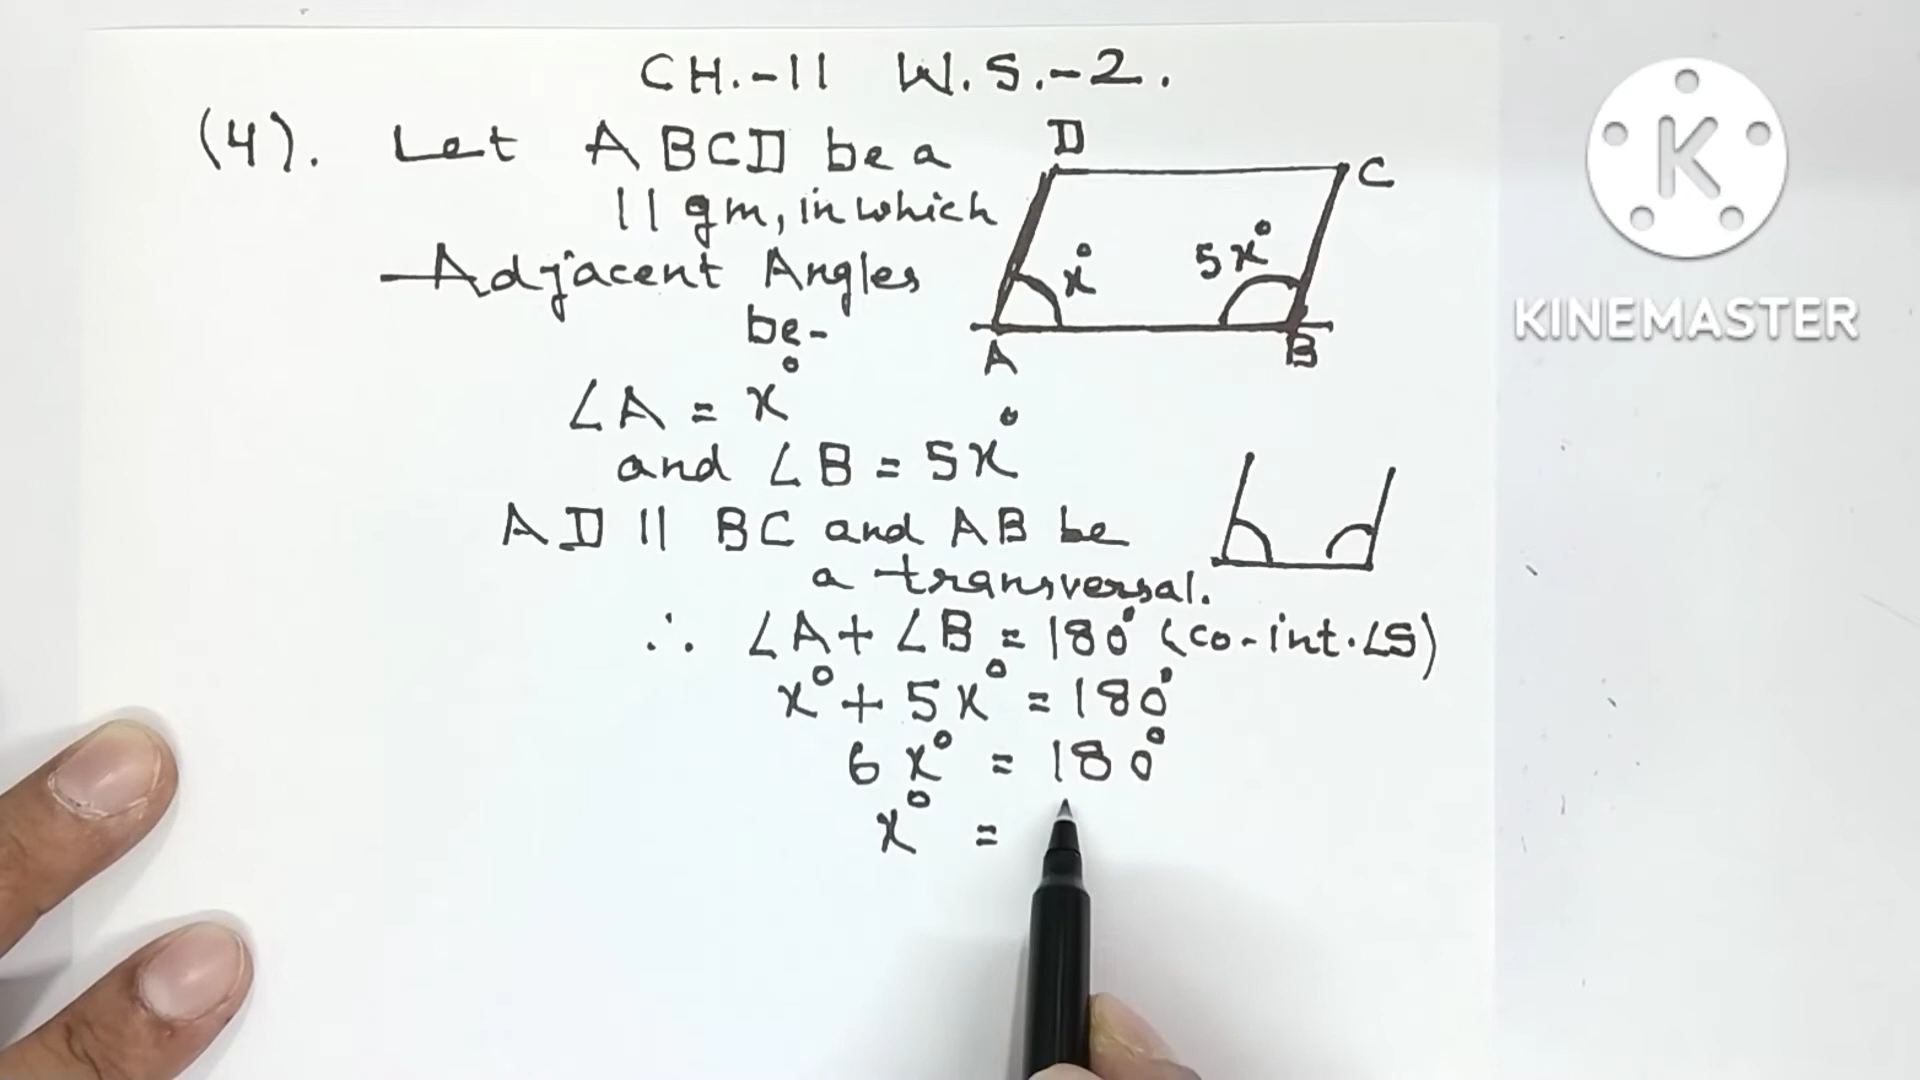 CH.-11 W.S.-2.
(4). Let ABCD be a
||gm, in which
Adjacent Angles
be-
∠A = x°
and ∠B = 5x°
AD || BC and AB be
a transversal.
∴ ∠A + ∠B = 180° (co-int.∠S)
x° + 5x° = 180°
6x° = 180°
x° =
D
C
x°
5x°
A
B
K
KINEMASTER